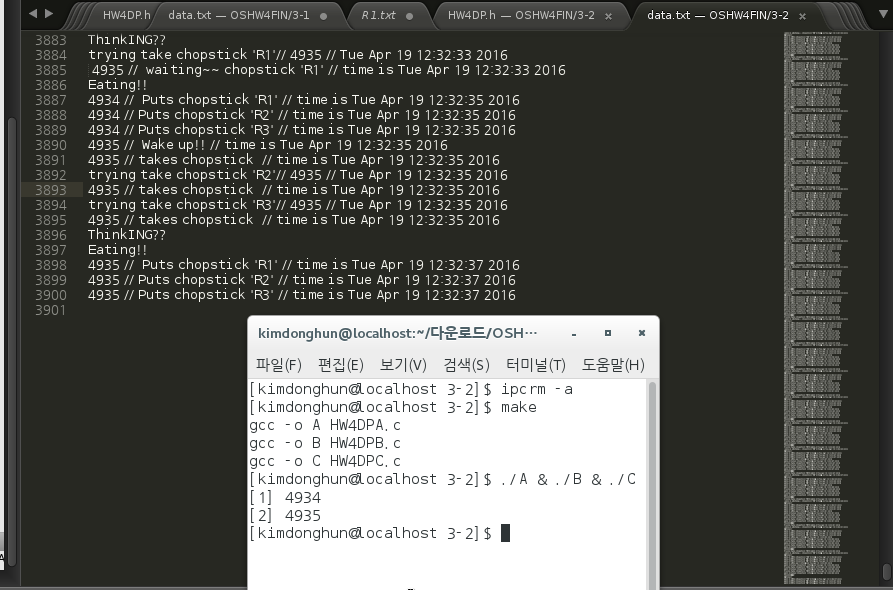 HW4DP.h
data.txt — OSHW4FIN/3-1
R1.txt
HW4DP.h — OSHW4FIN/3-2
data.txt — OSHW4FIN/3-2
3883 ThinkING??
3884 trying take chopstick 'R1'// 4935 // Tue Apr 19 12:32:33 2016
3885 4935 // waiting~~ chopstick 'R1' // time is Tue Apr 19 12:32:33 2016
3886 Eating!!
3887 4934 // Puts chopstick 'R1' // time is Tue Apr 19 12:32:35 2016
3888 4934 // Puts chopstick 'R2' // time is Tue Apr 19 12:32:35 2016
3889 4934 // Puts chopstick 'R3' // time is Tue Apr 19 12:32:35 2016
3890 4935 // Wake up!! // time is Tue Apr 19 12:32:35 2016
3891 4935 // takes chopstick // time is Tue Apr 19 12:32:35 2016
3892 trying take chopstick 'R2'// 4935 // Tue Apr 19 12:32:35 2016
3893 4935 // takes chopstick // time is Tue Apr 19 12:32:35 2016
3894 trying take chopstick 'R3'// 4935 // Tue Apr 19 12:32:35 2016
3895 4935 // takes chopstick // time is Tue Apr 19 12:32:35 2016
3896 ThinkING??
3897 Eating!!
3898 4935 // Puts chopstick 'R1' // time is Tue Apr 19 12:32:37 2016
3899 4935 // Puts chopstick 'R2' // time is Tue Apr 19 12:32:37 2016
3900 4935 // Puts chopstick 'R3' // time is Tue Apr 19 12:32:37 2016
3901
kimdonghun@localhost:~/다운로드/OSH…
파일(F) 편집(E) 보기(V) 검색(S) 터미널(T) 도움말(H)
[kimdonghun@localhost 3-2]$ ipcrm -a
[kimdonghun@localhost 3-2]$ make
gcc -o A HW4DPA.c
gcc -o B HW4DPB.c
gcc -o C HW4DPC.c
[kimdonghun@localhost 3-2]$ ./A & ./B & ./C
[1] 4934
[2] 4935
[kimdonghun@localhost 3-2]$